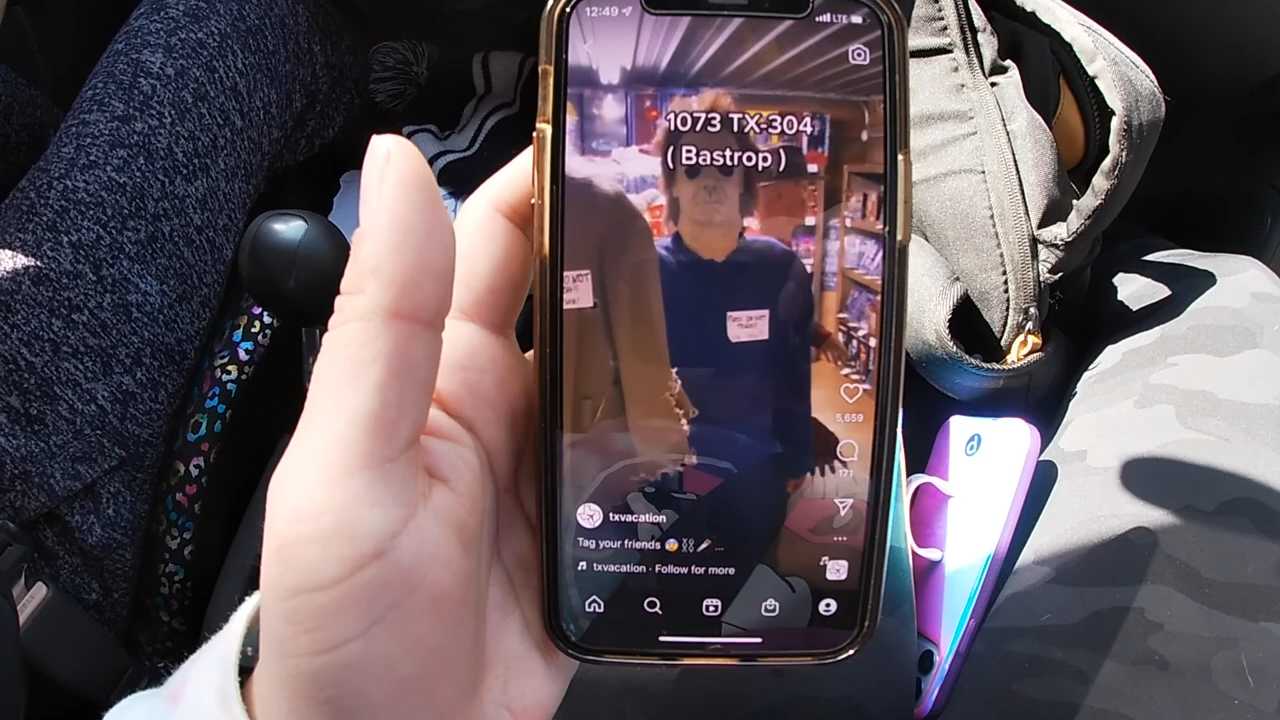 12:49
LTE
1073 TX-304
( Bastrop )
5,659
171
txvacation
Tag your friends 😨 ⛓️ 🔪 ...
txvacation · Follow for more